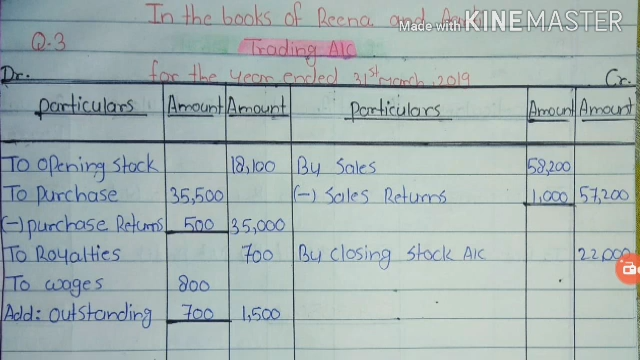 In the books of Reena and
Made with KINEMASTER
Q.3
Trading A/C
for the year ended 31st March, 2019
Dr. Cr.
Particulars Amount Amount Particulars Amount Amount
To Opening Stock 18,100 By Sales 58,200
To purchase 35,500 (-) Sales Returns 1,000 57,200
(-) purchase Returns 500 35,000
To Royalties 700 By Closing Stock A/C 22,000
To wages 800
Add: Outstanding 700 1,500